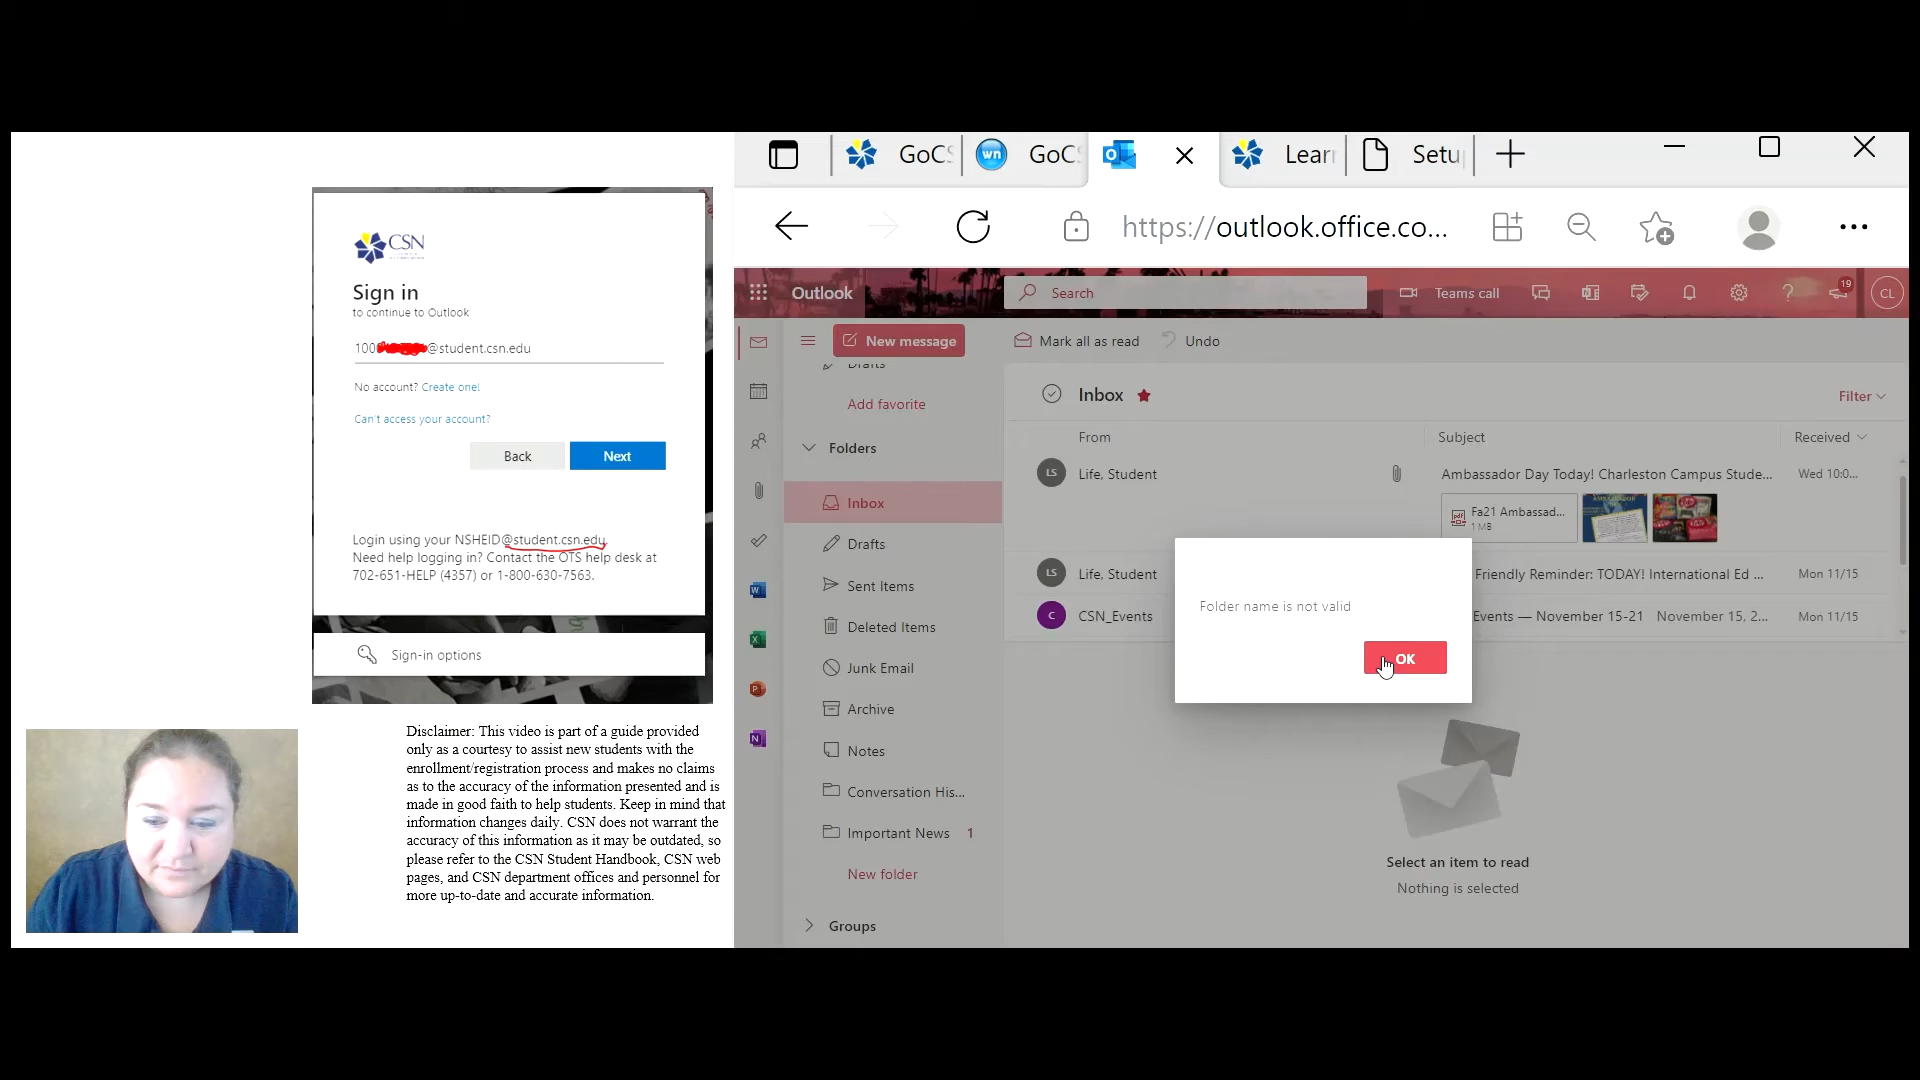 CSN
Sign in
to continue to Outlook
100
@student.csn.edu
No account? Create one!
Can't access your account?
Back
Next
Login using your NSHEID@student.csn.edu.
Need help logging in? Contact the OTS help desk at
702-651-HELP (4357) or 1-800-630-7563.
Sign-in options
Disclaimer: This video is part of a guide provided
only as a courtesy to assist new students with the
enrollment/registration process and makes no claims
as to the accuracy of the information presented and is
made in good faith to help students. Keep in mind that
information changes daily. CSN does not warrant the
accuracy of this information as it may be outdated, so
please refer to the CSN Student Handbook, CSN web
pages, and CSN department offices and personnel for
more up-to-date and accurate information.
GoCS
wn
GoCS
Lear
Setu
https://outlook.office.co...
Outlook
Search
Teams call
19
CL
New message
Mark all as read
Undo
Drafts
Add favorite
Folders
Inbox
Drafts
Sent Items
Deleted Items
Junk Email
Archive
Notes
Conversation His...
Important News 1
New folder
Groups
Inbox
Filter
From
Subject
Received
LS
Life, Student
Ambassador Day Today! Charleston Campus Stude...
Wed 10:0...
Fa21 Ambassad...
1 MB
LS
Life, Student
Friendly Reminder: TODAY! International Ed ...
Mon 11/15
C
CSN_Events
Events — November 15-21 November 15, 2...
Mon 11/15
Folder name is not valid
OK
Select an item to read
Nothing is selected